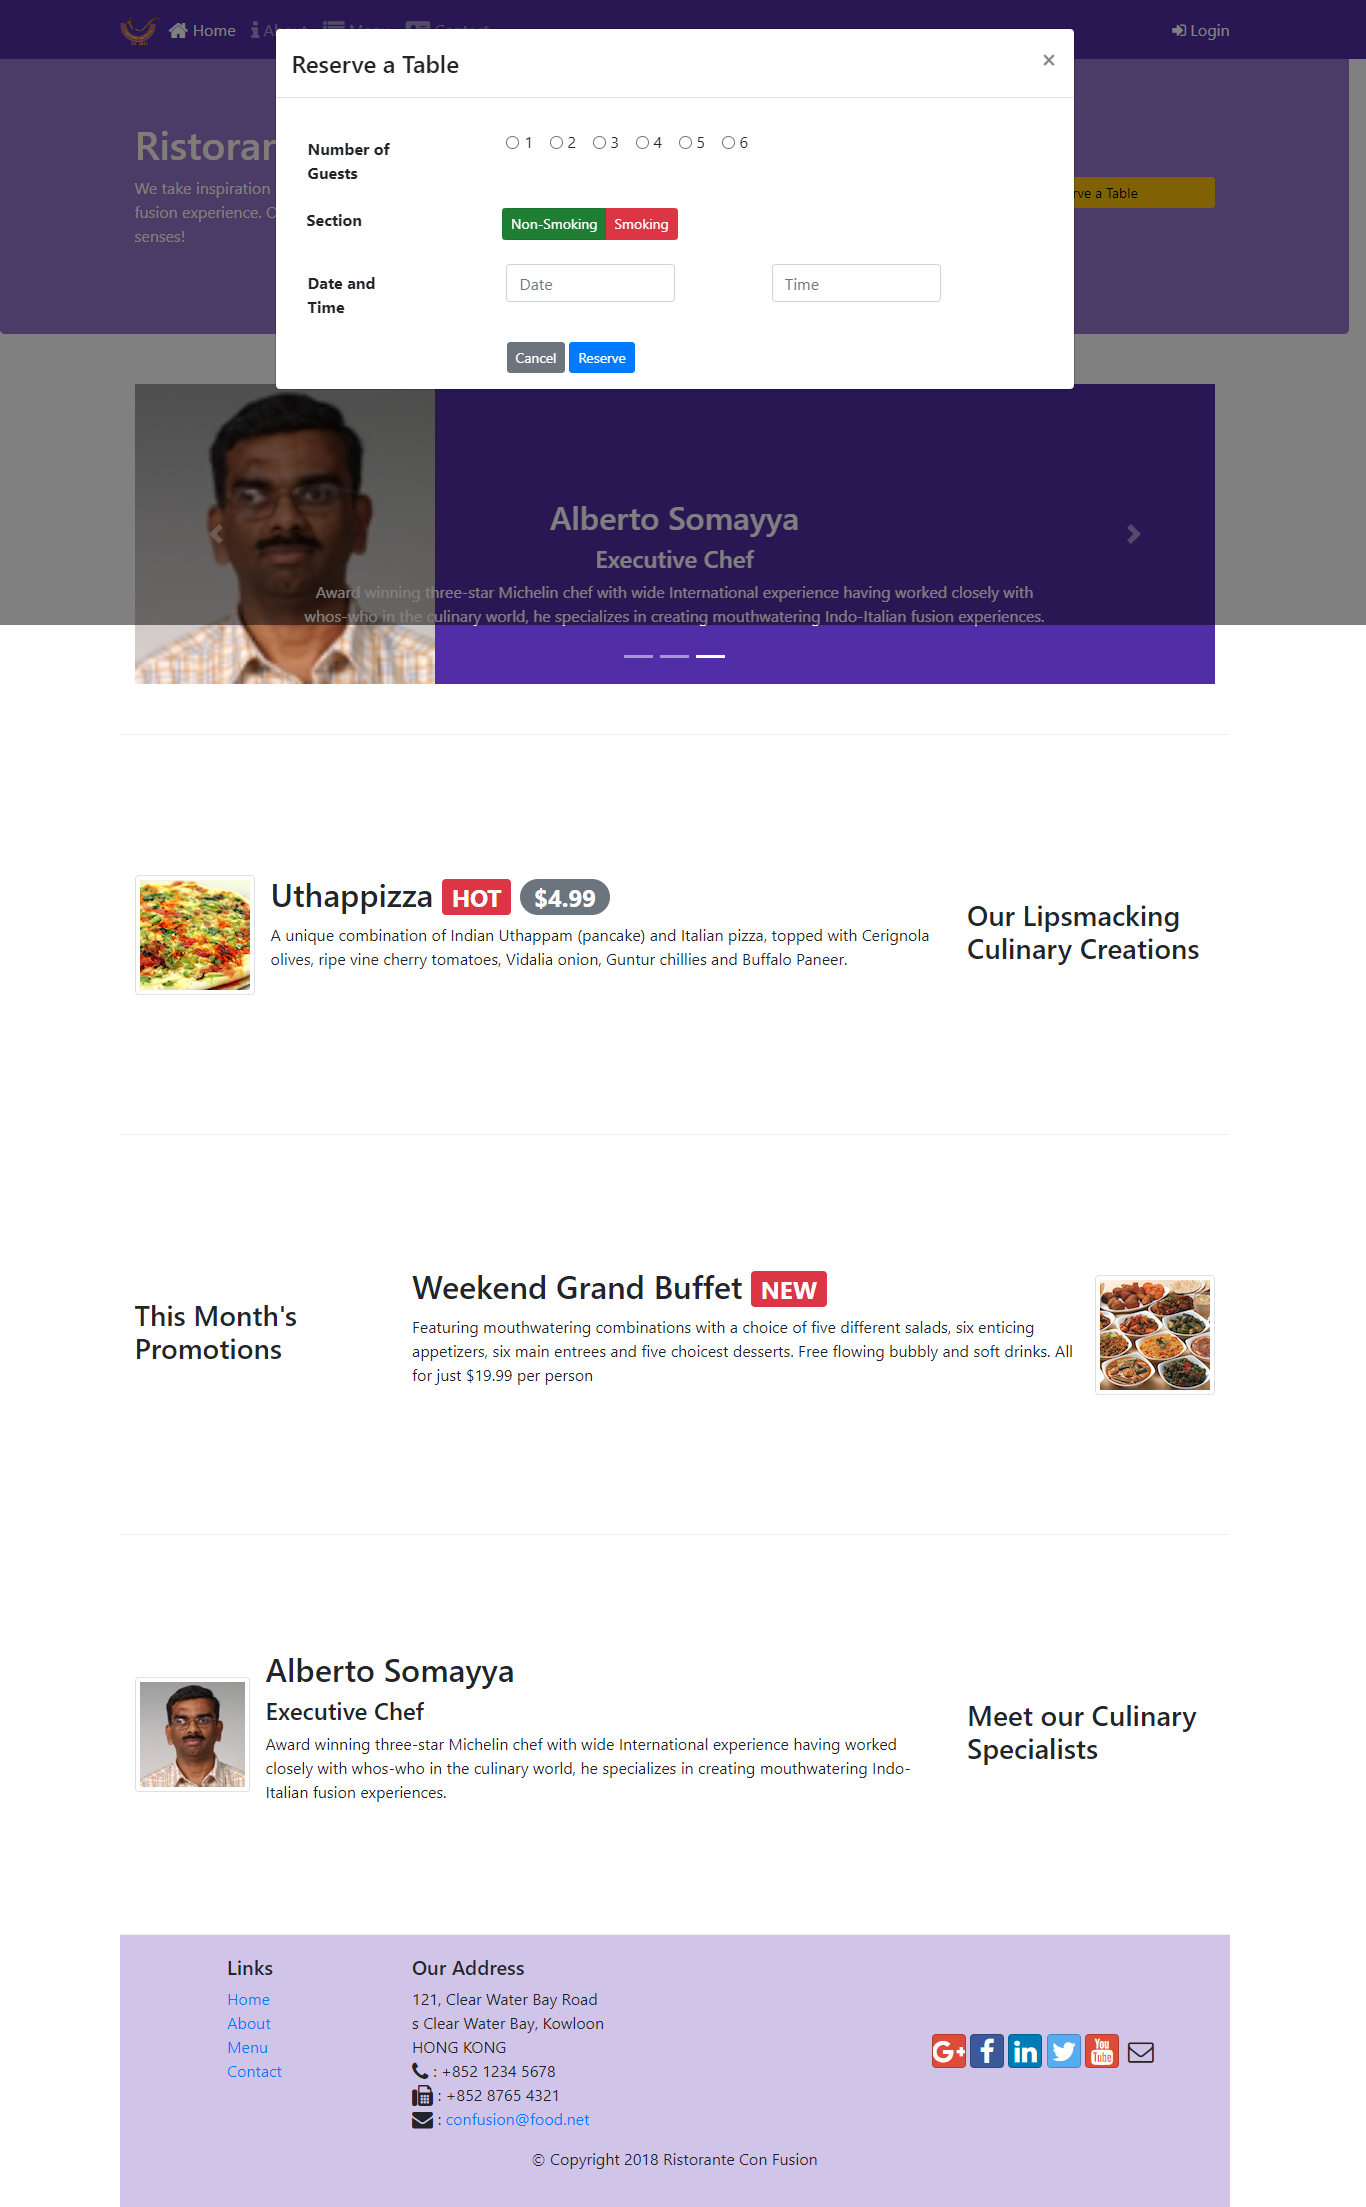 Home
Login
Reserve a Table
×
Ristoran
We take inspiration
fusion experience. C
senses!
rve a Table
Number of
Guests
1 2 3 4 5 6
Section
Non-Smoking Smoking
Date and
Time
Date
Time
Cancel Reserve
Alberto Somayya
Executive Chef
Award winning three-star Michelin chef with wide International experience having worked closely with
whos-who in the culinary world, he specializes in creating mouthwatering Indo-Italian fusion experiences.
Uthappizza HOT $4.99
A unique combination of Indian Uthappam (pancake) and Italian pizza, topped with Cerignola
olives, ripe vine cherry tomatoes, Vidalia onion, Guntur chillies and Buffalo Paneer.
Our Lipsmacking
Culinary Creations
This Month's
Promotions
Weekend Grand Buffet NEW
Featuring mouthwatering combinations with a choice of five different salads, six enticing
appetizers, six main entrees and five choicest desserts. Free flowing bubbly and soft drinks. All
for just $19.99 per person
Alberto Somayya
Executive Chef
Award winning three-star Michelin chef with wide International experience having worked
closely with whos-who in the culinary world, he specializes in creating mouthwatering Indo-
Italian fusion experiences.
Meet our Culinary
Specialists
Links
Home
About
Menu
Contact
Our Address
121, Clear Water Bay Road
s Clear Water Bay, Kowloon
HONG KONG
: +852 1234 5678
: +852 8765 4321
: confusion@food.net
G+ f in You Tube
© Copyright 2018 Ristorante Con Fusion